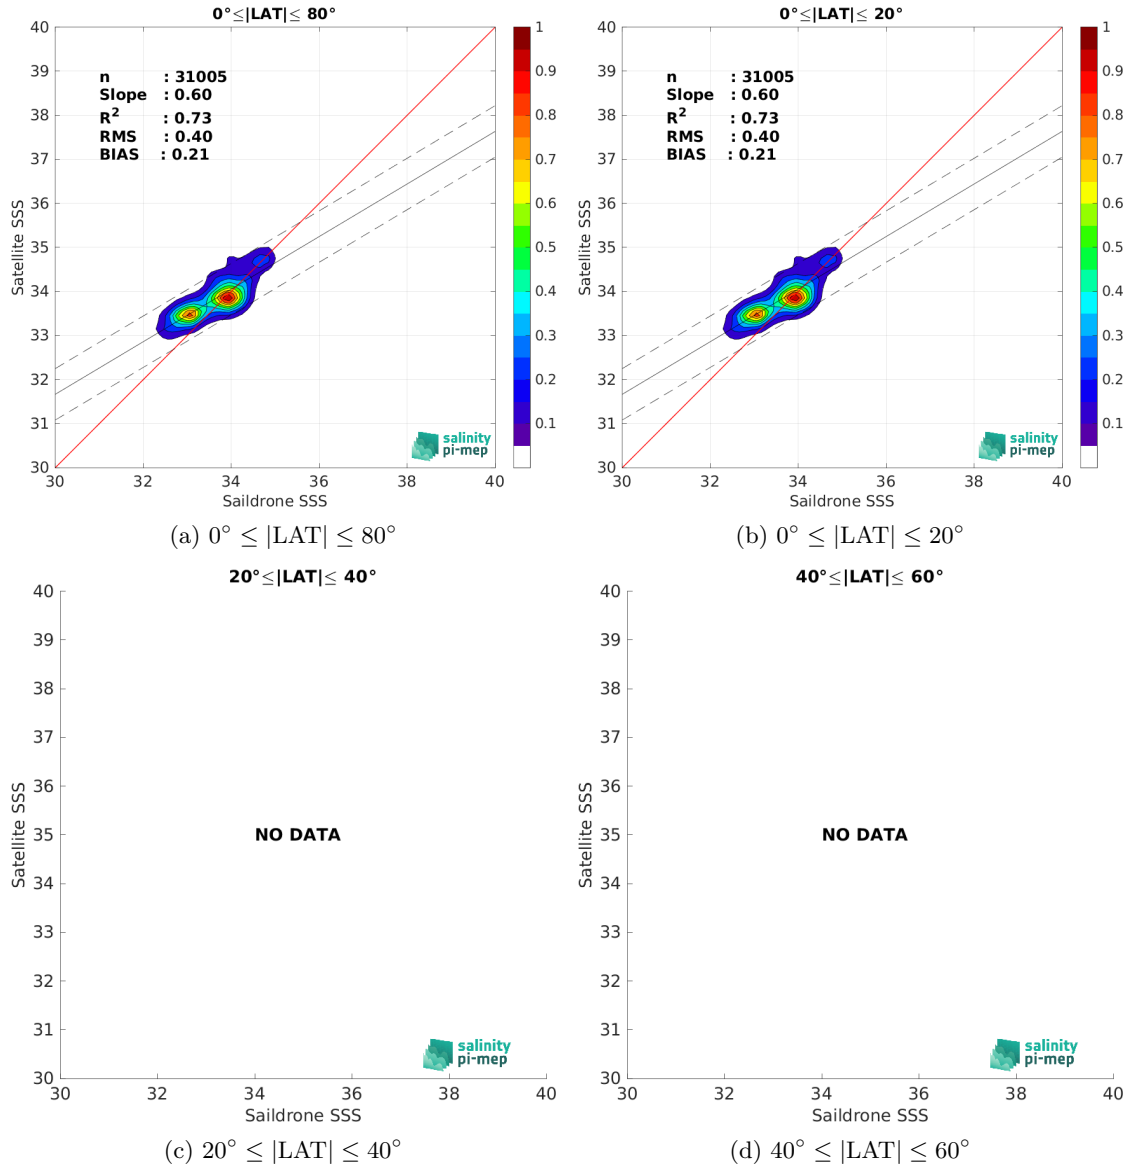 0°≤|LAT|≤ 80°
40
39
38
37
36
35
34
33
32
31
30
Satellite SSS
n : 31005
Slope : 0.60
R² : 0.73
RMS : 0.40
BIAS : 0.21
salinity
pi-mep
30 32 34 36 38 40
Saildrone SSS
1
0.9
0.8
0.7
0.6
0.5
0.4
0.3
0.2
0.1
(a) 0° ≤ |LAT| ≤ 80°
0°≤|LAT|≤ 20°
40
39
38
37
36
35
34
33
32
31
30
Satellite SSS
n : 31005
Slope : 0.60
R² : 0.73
RMS : 0.40
BIAS : 0.21
salinity
pi-mep
30 32 34 36 38 40
Saildrone SSS
1
0.9
0.8
0.7
0.6
0.5
0.4
0.3
0.2
0.1
(b) 0° ≤ |LAT| ≤ 20°
20°≤|LAT|≤ 40°
40
39
38
37
36
35
34
33
32
31
30
Satellite SSS
NO DATA
salinity
pi-mep
30 32 34 36 38 40
Saildrone SSS
(c) 20° ≤ |LAT| ≤ 40°
40°≤|LAT|≤ 60°
40
39
38
37
36
35
34
33
32
31
30
Satellite SSS
NO DATA
salinity
pi-mep
30 32 34 36 38 40
Saildrone SSS
(d) 40° ≤ |LAT| ≤ 60°